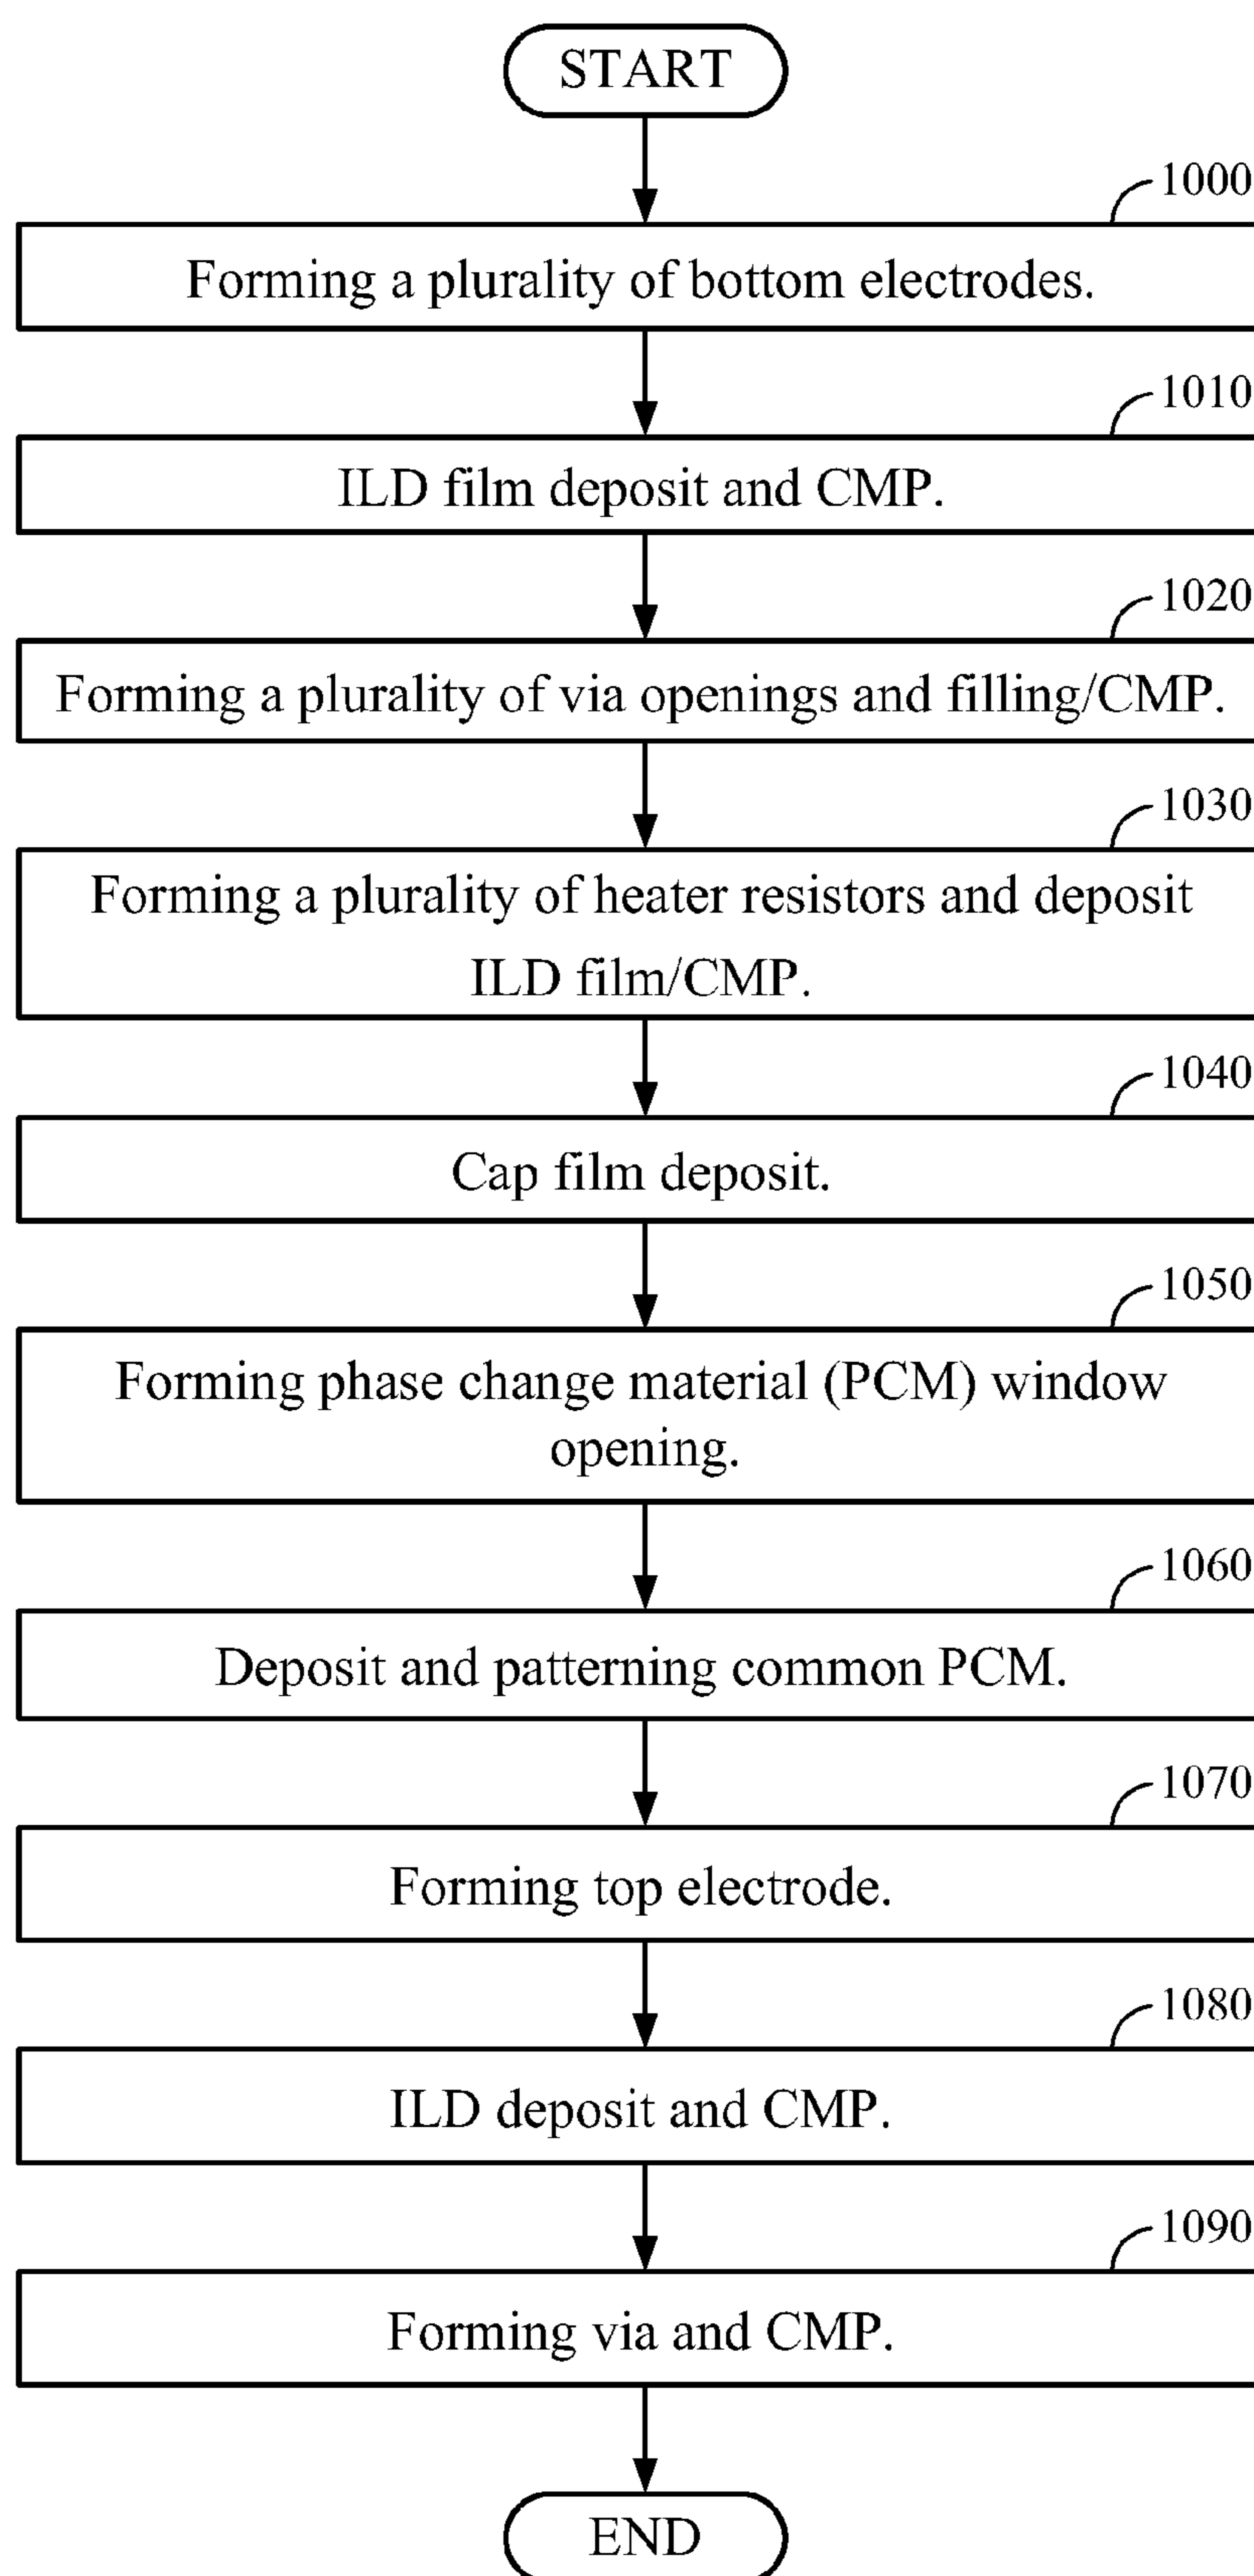 START
1000
Forming a plurality of bottom electrodes.
1010
ILD film deposit and CMP.
1020
Forming a plurality of via openings and filling/CMP.
1030
Forming a plurality of heater resistors and deposit
ILD film/CMP.
1040
Cap film deposit.
1050
Forming phase change material (PCM) window
opening.
1060
Deposit and patterning common PCM.
1070
Forming top electrode.
1080
ILD deposit and CMP.
1090
Forming via and CMP.
END